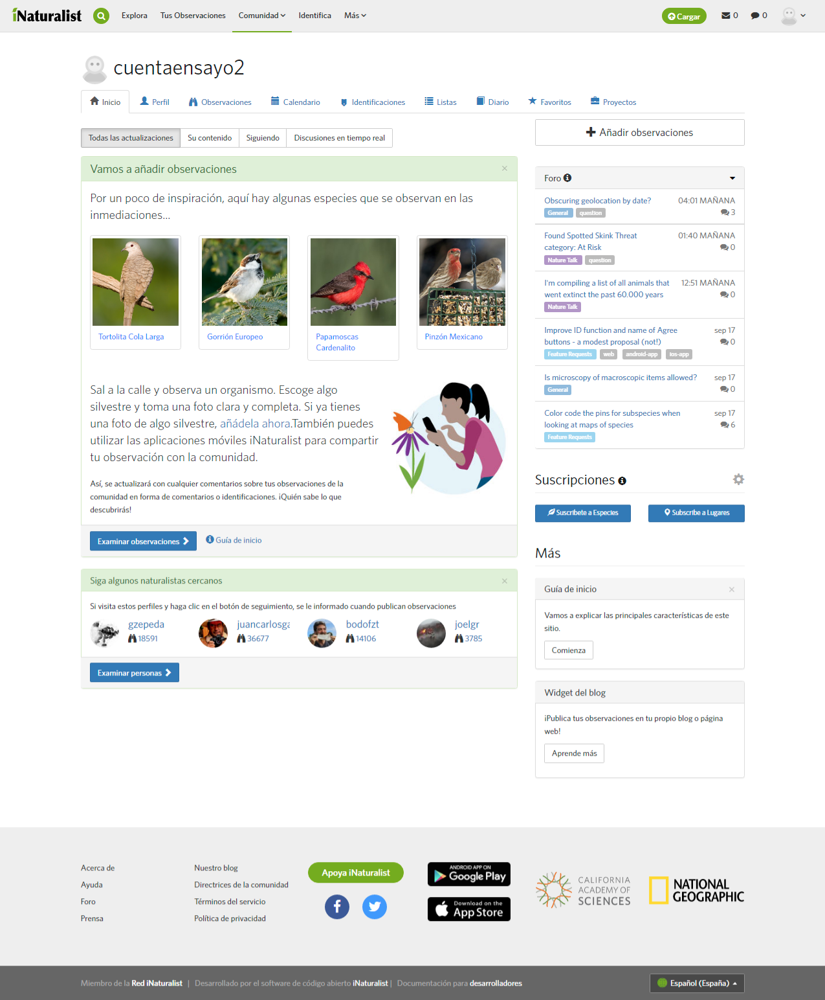 iNaturalist
Explora
Tus Observaciones
Comunidad
Identifica
Más
Cargar
0
0
cuentaensayo2
Inicio
Perfil
Observaciones
Calendario
Identificaciones
Listas
Diario
Favoritos
Proyectos
Todas las actualizaciones
Su contenido
Siguiendo
Discusiones en tiempo real
Vamos a añadir observaciones
×
Por un poco de inspiración, aquí hay algunas especies que se observan en las
inmediaciones...
Tortolita Cola Larga
Gorrión Europeo
Papamoscas
Cardenalito
Pinzón Mexicano
Sal a la calle y observa un organismo. Escoge algo
silvestre y toma una foto clara y completa. Si ya tienes
una foto de algo silvestre, añádela ahora.También puedes
utilizar las aplicaciones móviles iNaturalist para compartir
tu observación con la comunidad.
Así, se actualizará con cualquier comentarios sobre tus observaciones de la
comunidad en forma de comentarios o identificaciones. ¡Quién sabe lo que
descubrirás!
Examinar observaciones
Guía de inicio
Siga algunos naturalistas cercanos
×
Si visita estos perfiles y haga clic en el botón de seguimiento, se le informado cuando publican observaciones
gzepeda
18591
juancarlosga
36677
bodofzt
14106
joelgr
3785
Examinar personas
Añadir observaciones
Foro
Obscuring geolocation by date?
04:01 MAÑANA
General
question
3
Found Spotted Skink Threat
01:40 MAÑANA
category: At Risk
0
Nature Talk
question
I'm compiling a list of all animals that
12:51 MAÑANA
went extinct the past 60.000 years
0
Nature Talk
Improve ID function and name of Agree
sep 17
buttons - a modest proposal (not!)
0
Feature Requests
web
android-app
ios-app
Is microscopy of macroscopic items allowed?
sep 17
General
0
Color code the pins for subspecies when
sep 17
looking at maps of species
6
Feature Requests
Suscripciones
Suscríbete a Especies
Subscribe a Lugares
Más
Guía de inicio
×
Vamos a explicar las principales características de este
sitio.
Comienza
Widget del blog
¡Publica tus observaciones en tu propio blog o página
web!
Aprende más
Acerca de
Ayuda
Foro
Prensa
Nuestro blog
Directrices de la comunidad
Términos del servicio
Política de privacidad
Apoya iNaturalist
ANDROID APP ON
Google Play
Download on the
App Store
CALIFORNIA
ACADEMY OF
SCIENCES
NATIONAL
GEOGRAPHIC
Miembro de la Red iNaturalist | Desarrollado por el software de código abierto iNaturalist | Documentación para desarrolladores
Español (España)